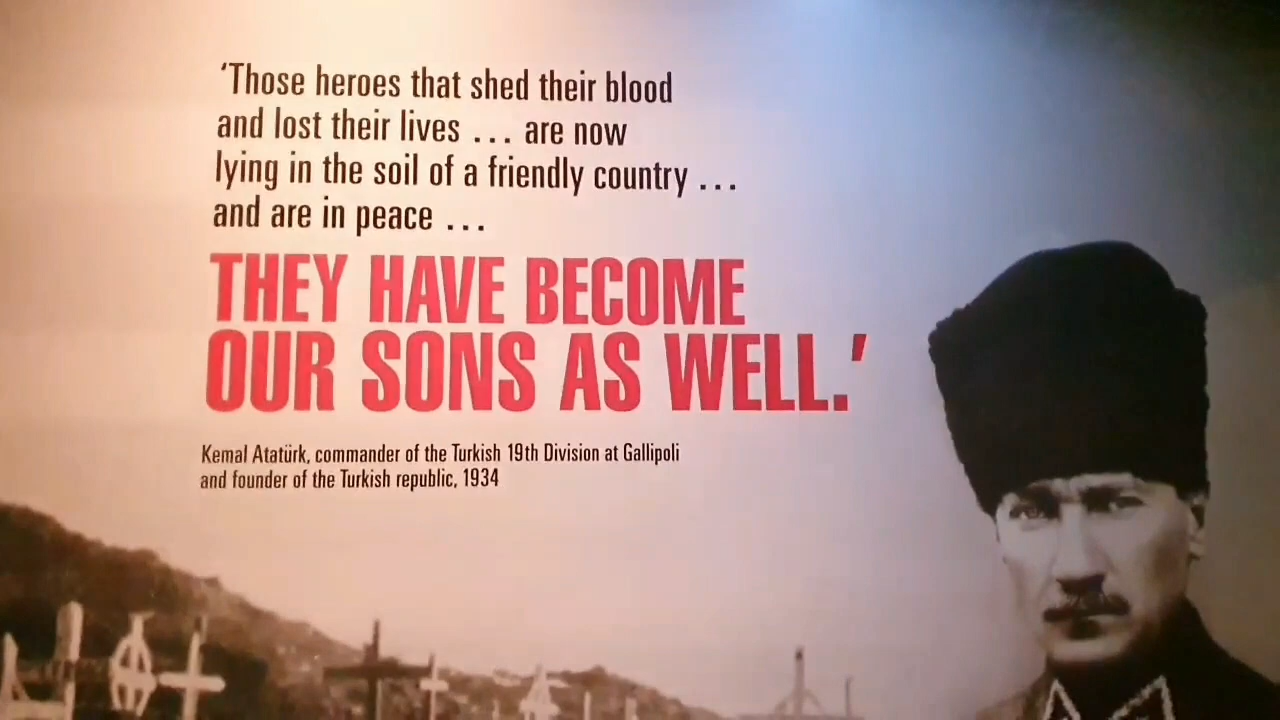 ‘Those heroes that shed their blood
and lost their lives ... are now
lying in the soil of a friendly country ...
and are in peace ...
THEY HAVE BECOME
OUR SONS AS WELL.’
Kemal Atatürk, commander of the Turkish 19th Division at Gallipoli
and founder of the Turkish republic, 1934